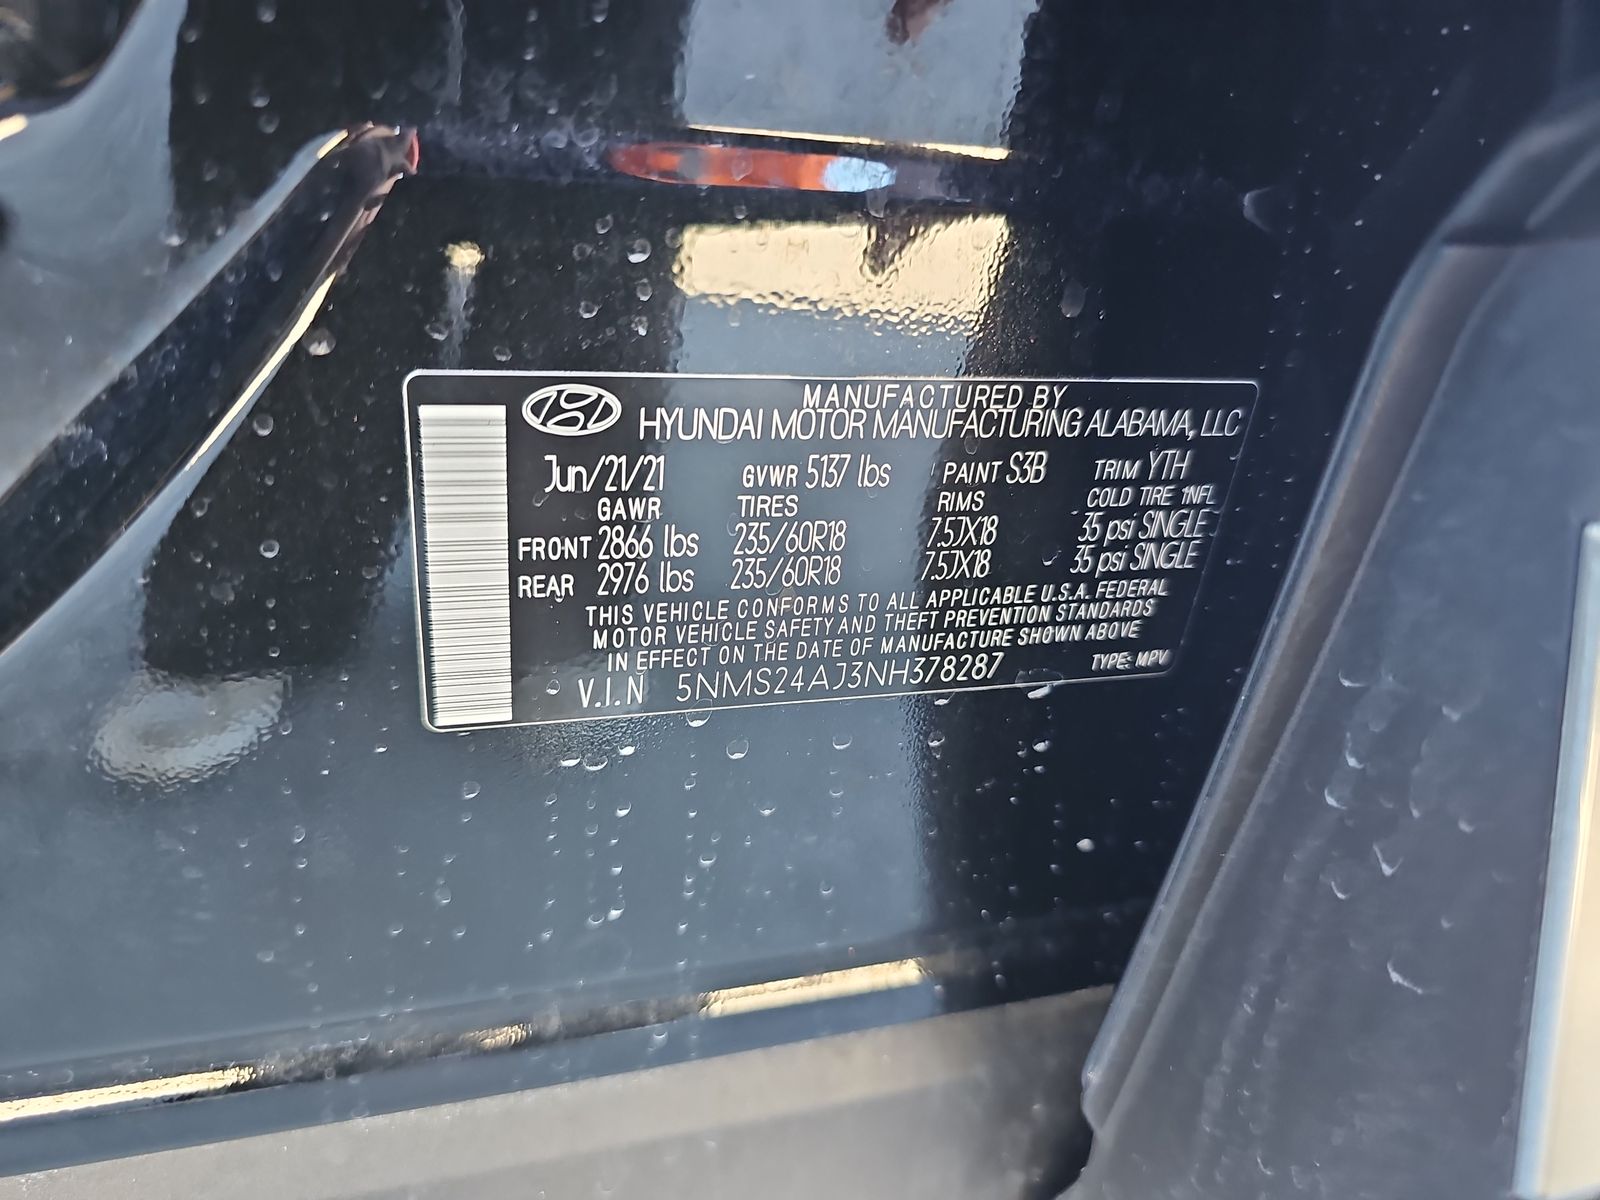 MANUFACTURED BY
HYUNDAI MOTOR MANUFACTURING ALABAMA, LLC
Jun/21/21 GVWR 5137 lbs PAINT S3B TRIM YTH
GAWR TIRES RIMS COLD TIRE INFL
FRONT 2866 lbs 235/60R18 7.5JX18 35 psi SINGLE
REAR 2976 lbs 235/60R18 7.5JX18 35 psi SINGLE
THIS VEHICLE CONFORMS TO ALL APPLICABLE U.S.A. FEDERAL
MOTOR VEHICLE SAFETY AND THEFT PREVENTION STANDARDS
IN EFFECT ON THE DATE OF MANUFACTURE SHOWN ABOVE
V.I.N 5NMS24AJ3NH378287 TYPE: MPV